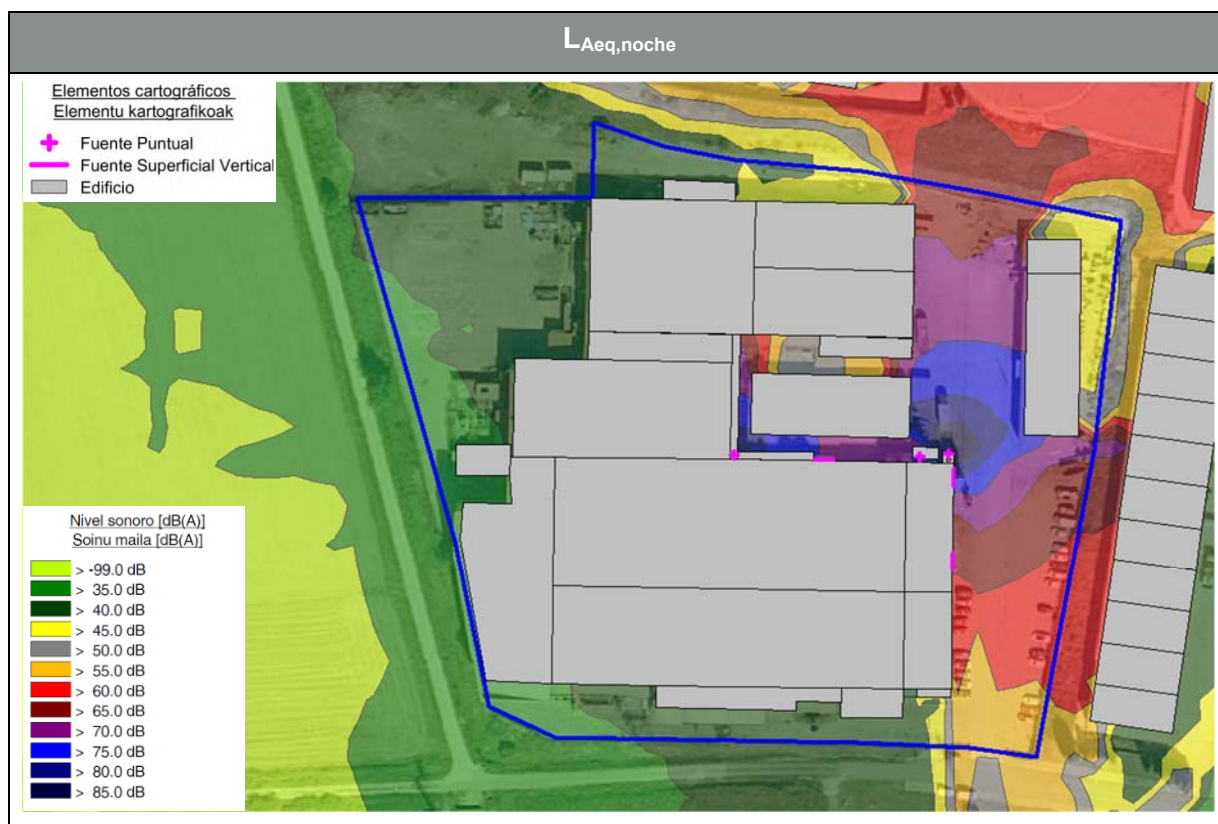 LAeq,noche
Elementos cartográficos
Elementu kartografikoak
Fuente Puntual
Fuente Superficial Vertical
Edificio
Nivel sonoro [dB(A)]
Soinu maila [dB(A)]
> -99.0 dB
> 35.0 dB
> 40.0 dB
> 45.0 dB
> 50.0 dB
> 55.0 dB
> 60.0 dB
> 65.0 dB
> 70.0 dB
> 75.0 dB
> 80.0 dB
> 85.0 dB